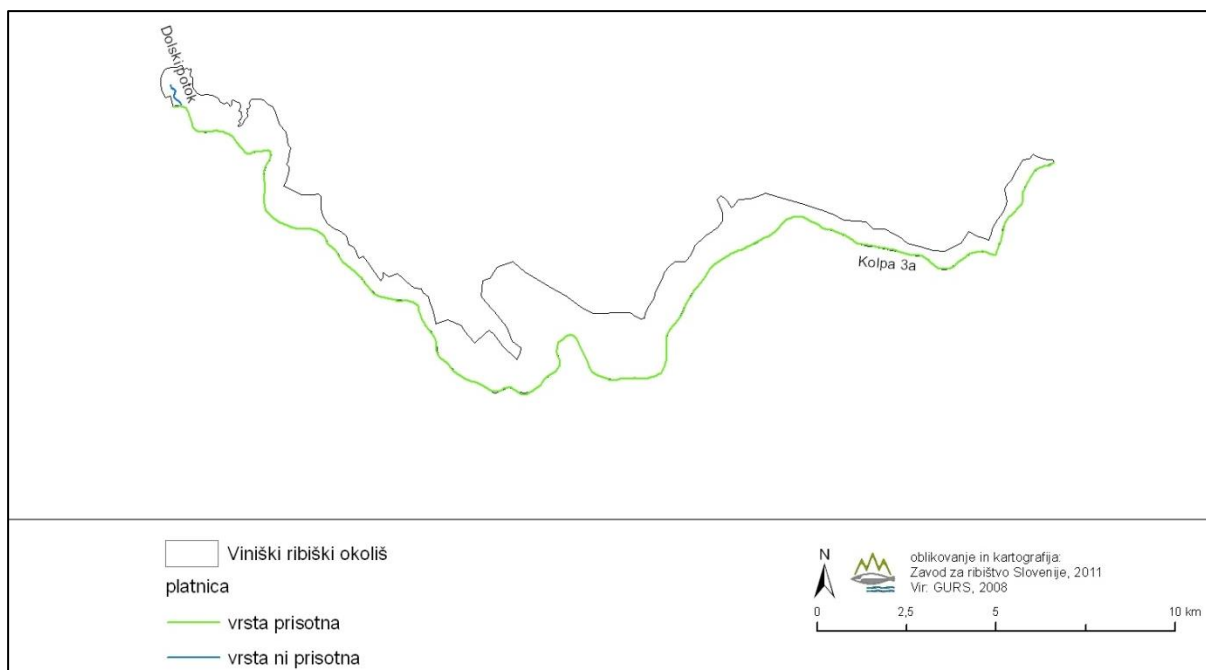 Dolski potok
Kolpa 3a
Viniški ribiški okoliš
platnica
vrsta prisotna
vrsta ni prisotna
N
oblikovanje in kartografija:
Zavod za ribištvo Slovenije, 2011
Vir: GURS, 2008
0 2,5 5 10 km